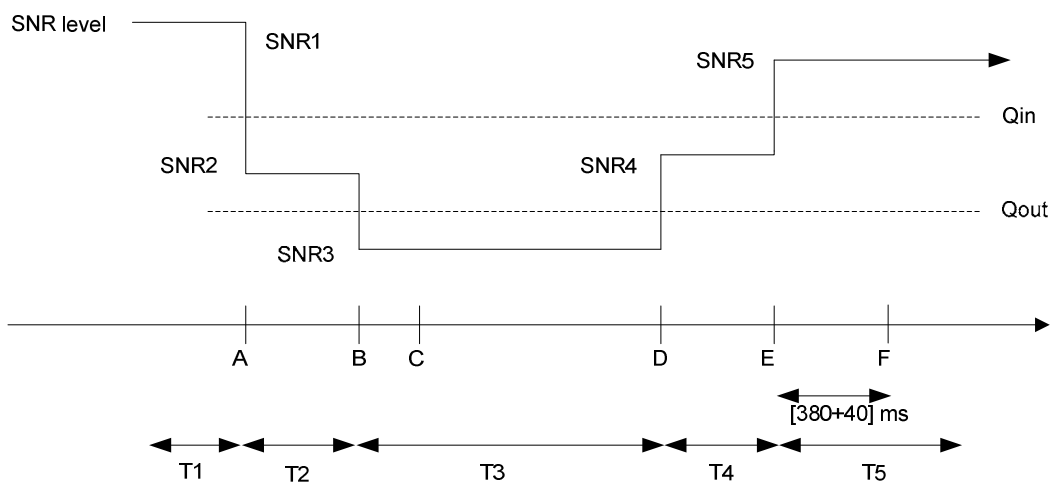 SNR level
SNR1
SNR5
Qin
SNR2
SNR4
Qout
SNR3
A B C D E F
[380+40] ms
T1 T2 T3 T4 T5